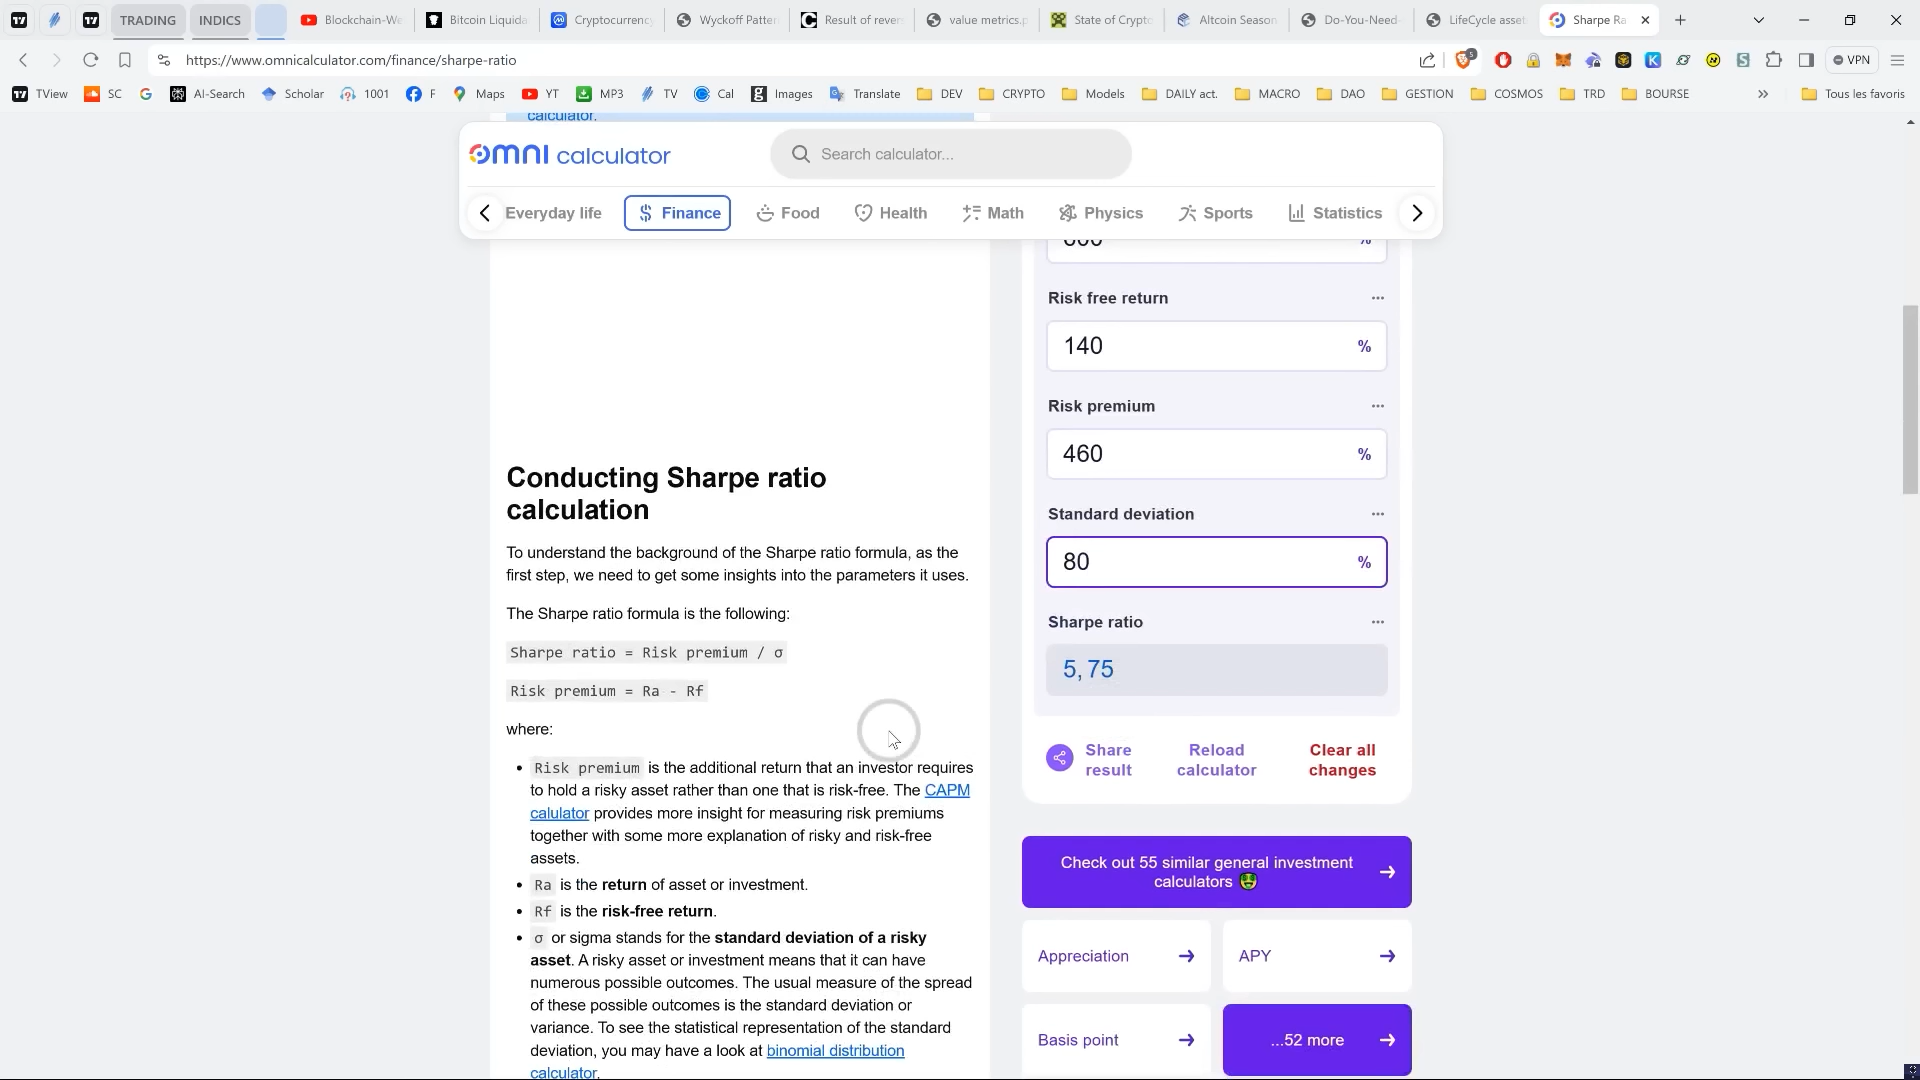 TRADING
INDICS
Blockchain-We
Bitcoin Liquida
Cryptocurrency
Wyckoff Patter
Result of rever
value metrics.p
State of Crypto
Altcoin Season
Do-You-Need-
LifeCycle asset
Sharpe Ra
https://www.omnicalculator.com/finance/sharpe-ratio
5
VPN
TView
SC
AI-Search
Scholar
1001
F
Maps
YT
MP3
TV
Cal
Images
Translate
DEV
CRYPTO
Models
DAILY act.
MACRO
DAO
GESTION
COSMOS
TRD
BOURSE
Tous les favoris
calculator.
omni calculator
Search calculator...
Everyday life
Finance
Food
Health
Math
Physics
Sports
Statistics
Conducting Sharpe ratio
calculation
To understand the background of the Sharpe ratio formula, as the
first step, we need to get some insights into the parameters it uses.
The Sharpe ratio formula is the following:
Sharpe ratio = Risk premium / σ
Risk premium = Ra - Rf
where:
Risk premium is the additional return that an investor requires
to hold a risky asset rather than one that is risk-free. The CAPM
calulator provides more insight for measuring risk premiums
together with some more explanation of risky and risk-free
assets.
Ra is the return of asset or investment.
Rf is the risk-free return.
σ or sigma stands for the standard deviation of a risky
asset. A risky asset or investment means that it can have
numerous possible outcomes. The usual measure of the spread
of these possible outcomes is the standard deviation or
variance. To see the statistical representation of the standard
deviation, you may have a look at binomial distribution
calculator.
%
Risk free return
140 %
Risk premium
460 %
Standard deviation
80 %
Sharpe ratio
5,75
Share
result
Reload
calculator
Clear all
changes
Check out 55 similar general investment
calculators
Appreciation
APY
Basis point
...52 more